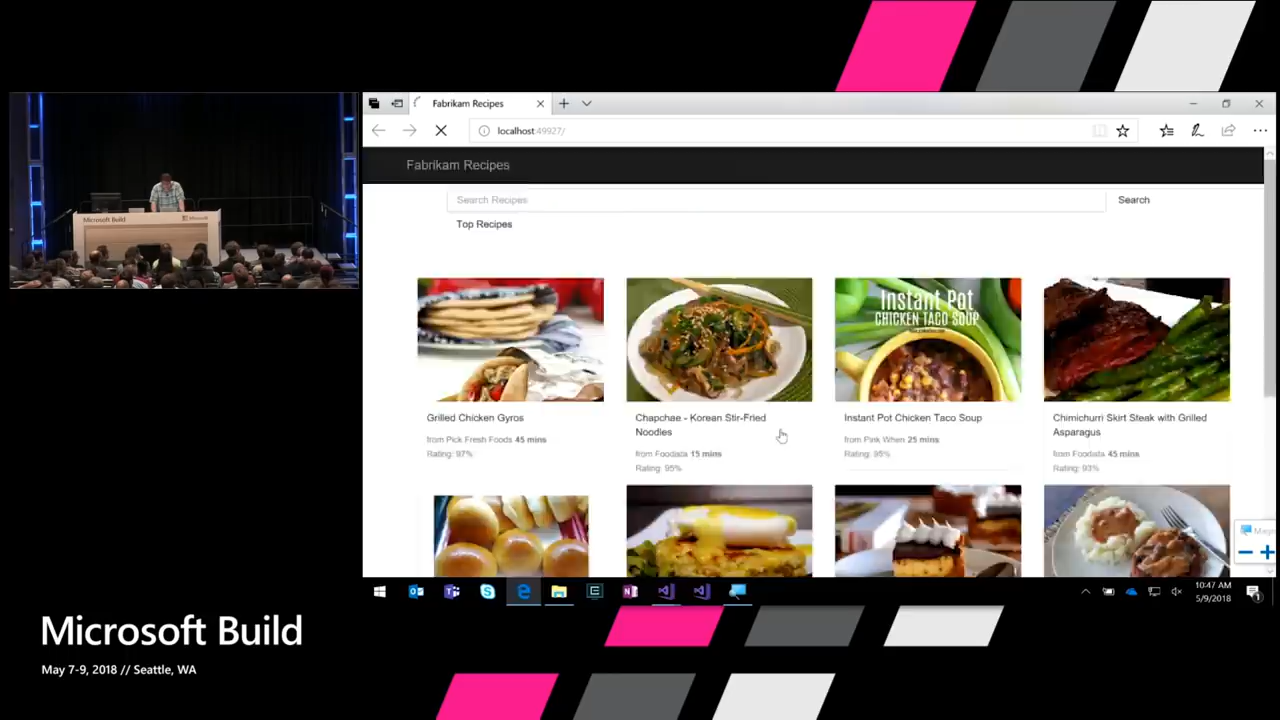 Microsoft Build
Microsoft
Fabrikam Recipes
localhost:49927/
Fabrikam Recipes
Search Recipes
Search
Top Recipes
Instant Pot
CHICKEN TACO SOUP
Grilled Chicken Gyros
from Pick Fresh Foods 45 mins
Rating: 97%
Chapchae - Korean Stir-Fried
Noodles
from Foodista 15 mins
Rating: 95%
Instant Pot Chicken Taco Soup
from Pink When 25 mins
Rating: 95%
Chimichurri Skirt Steak with Grilled
Asparagus
from Foodista 45 mins
Rating: 93%
10:47 AM
5/9/2018
Microsoft Build
May 7-9, 2018 // Seattle, WA